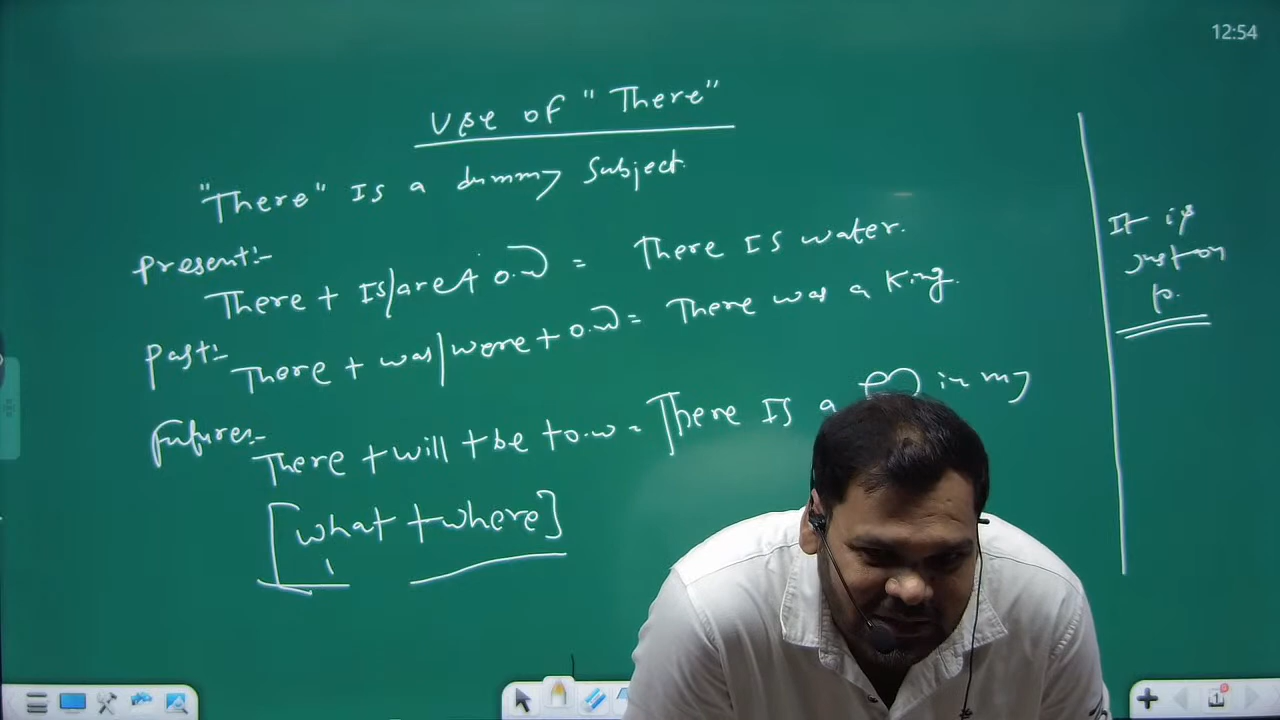 12:54
Use of "There"
"There" Is a dummy Subject.
Present:-
There + Is/are + o.w = There Is water.
Past:-
There + was/were + o.w = There was a King.
future:-
There + will + be + o.w = There Is a in my
[what + where]
It is
1